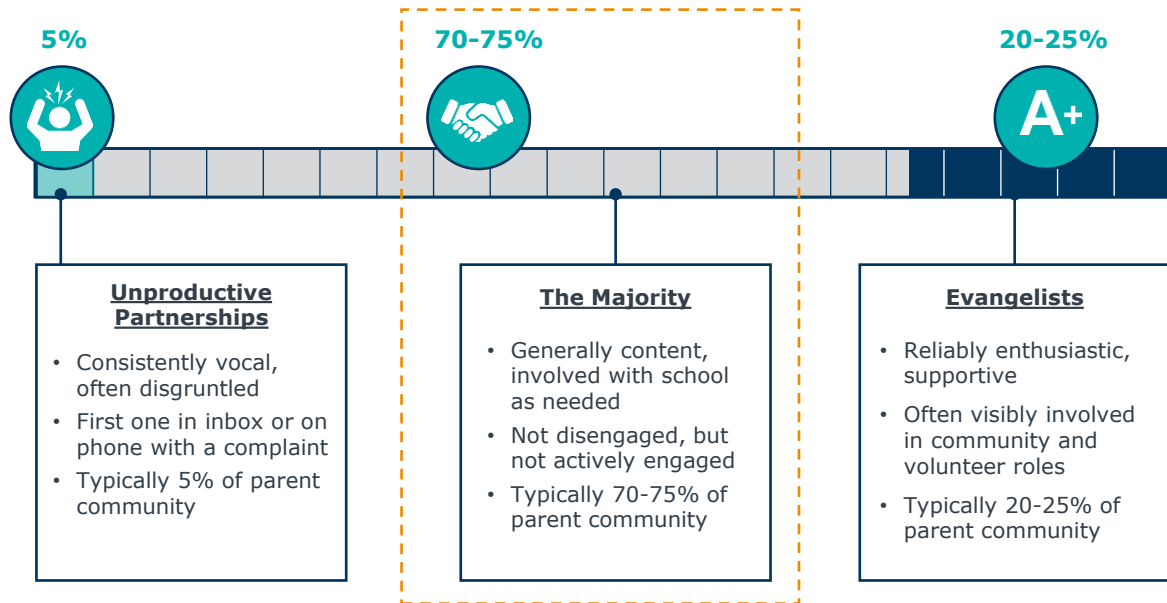 5%
70-75%
20-25%
A+
Unproductive
Partnerships
• Consistently vocal,
often disgruntled
• First one in inbox or on
phone with a complaint
• Typically 5% of parent
community
The Majority
• Generally content,
involved with school
as needed
• Not disengaged, but
not actively engaged
• Typically 70-75% of
parent community
Evangelists
• Reliably enthusiastic,
supportive
• Often visibly involved
in community and
volunteer roles
• Typically 20-25% of
parent community